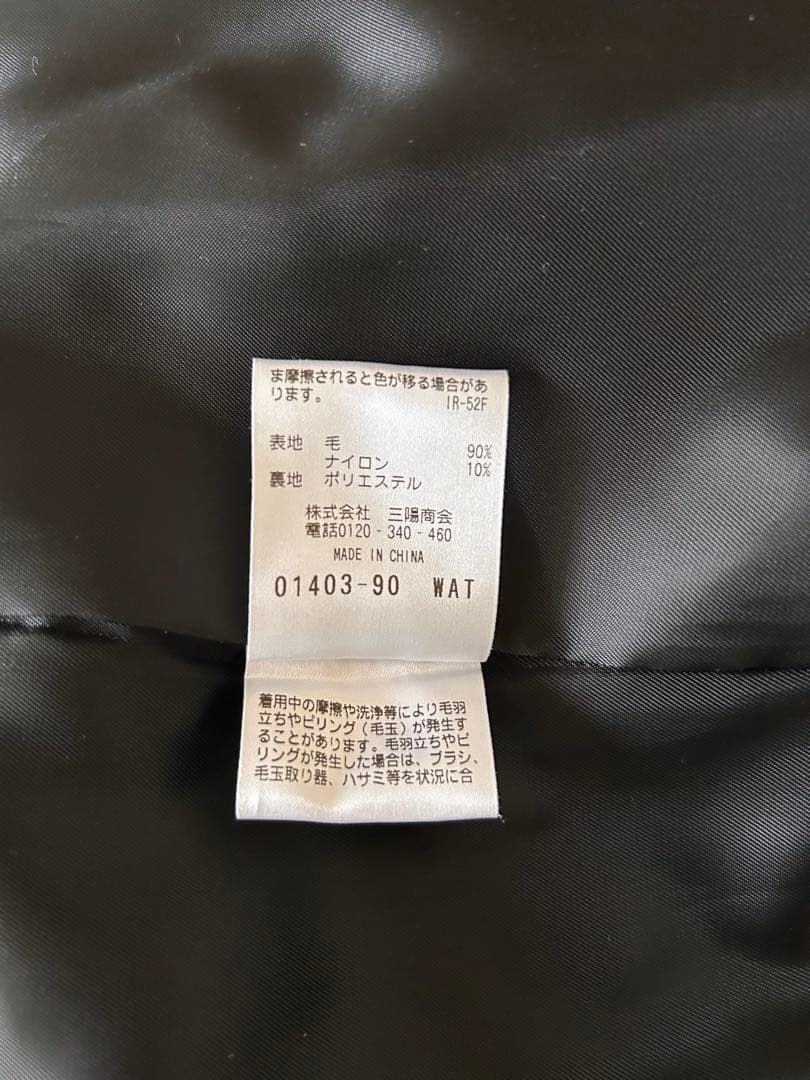 ま摩擦されると色が移る場合があ
ります。 IR-52F
表地 毛 90%
ナイロン 10%
裏地 ポリエステル
株式会社 三陽商会
電話0120-340-460
MADE IN CHINA
01403-90 WAT
着用中の摩擦や洗浄等により毛羽
立ちやピリング(毛玉)が発生す
ることがあります。毛羽立ちやピ
リングが発生した場合は、ブラシ、
毛玉取り器、ハサミ等を状況に合